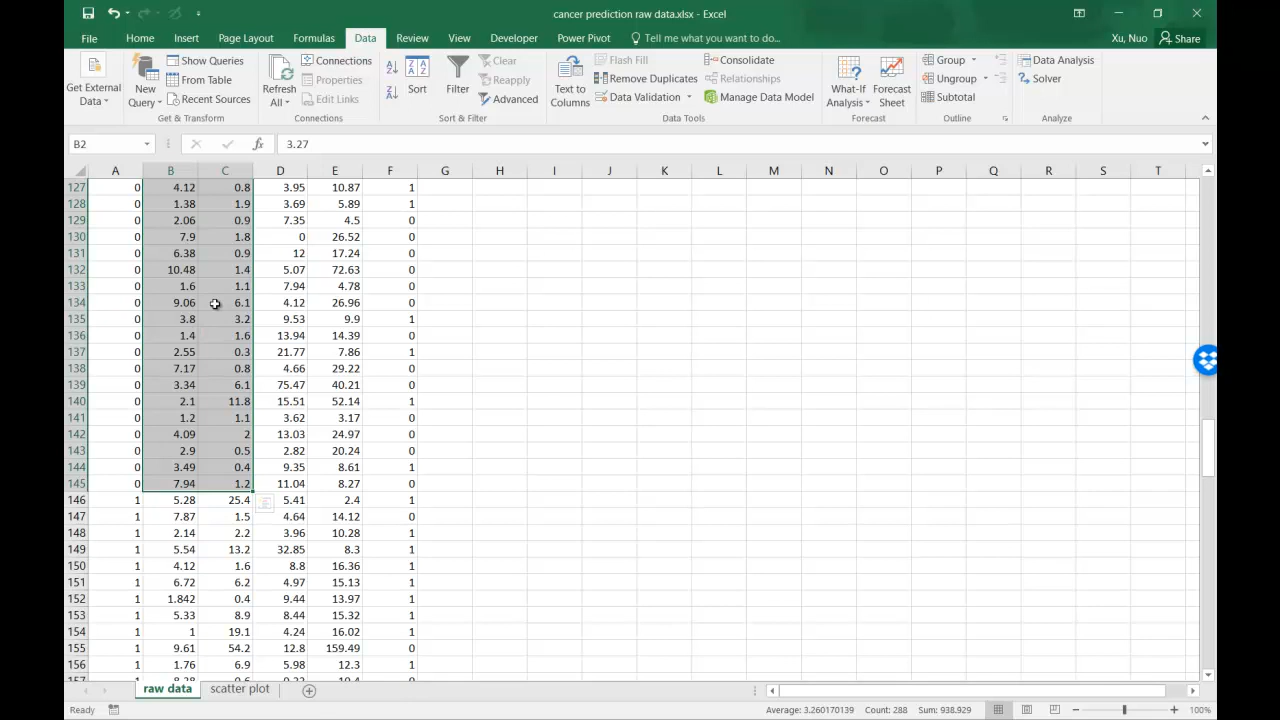 cancer prediction raw data.xlsx - Excel
File Home Insert Page Layout Formulas Data Review View Developer Power Pivot Tell me what you want to do... Xu, Nuo Share
Get External Data
New Query
Show Queries
From Table
Recent Sources
Get & Transform
Refresh All
Connections
Properties
Edit Links
Connections
Sort
Filter
Clear
Reapply
Advanced
Sort & Filter
Text to Columns
Flash Fill
Remove Duplicates
Data Validation
Consolidate
Relationships
Manage Data Model
Data Tools
What-If Analysis
Forecast Sheet
Forecast
Group
Ungroup
Subtotal
Outline
Data Analysis
Solver
Analyze
B2 fx 3.27
A B C D E F G H I J K L M N O P Q R S T
127 0 4.12 0.8 3.95 10.87 1
128 0 1.38 1.9 3.69 5.89 1
129 0 2.06 0.9 7.35 4.5 0
130 0 7.9 1.8 0 26.52 0
131 0 6.38 0.9 12 17.24 0
132 0 10.48 1.4 5.07 72.63 0
133 0 1.6 1.1 7.94 4.78 0
134 0 9.06 6.1 4.12 26.96 0
135 0 3.8 3.2 9.53 9.9 1
136 0 1.4 1.6 13.94 14.39 0
137 0 2.55 0.3 21.77 7.86 1
138 0 7.17 0.8 4.66 29.22 0
139 0 3.34 6.1 75.47 40.21 0
140 0 2.1 11.8 15.51 52.14 1
141 0 1.2 1.1 3.62 3.17 0
142 0 4.09 2 13.03 24.97 0
143 0 2.9 0.5 2.82 20.24 0
144 0 3.49 0.4 9.35 8.61 1
145 0 7.94 1.2 11.04 8.27 0
146 1 5.28 25.4 5.41 2.4 1
147 1 7.87 1.5 4.64 14.12 0
148 1 2.14 2.2 3.96 10.28 1
149 1 5.54 13.2 32.85 8.3 1
150 1 4.12 1.6 8.8 16.36 1
151 1 6.72 6.2 4.97 15.13 1
152 1 1.842 0.4 9.44 13.97 1
153 1 5.33 8.9 8.44 15.32 1
154 1 1 19.1 4.24 16.02 1
155 1 9.61 54.2 12.8 159.49 0
156 1 1.76 6.9 5.98 12.3 1
raw data scatter plot
Ready Average: 3.260170139 Count: 288 Sum: 938.929 100%